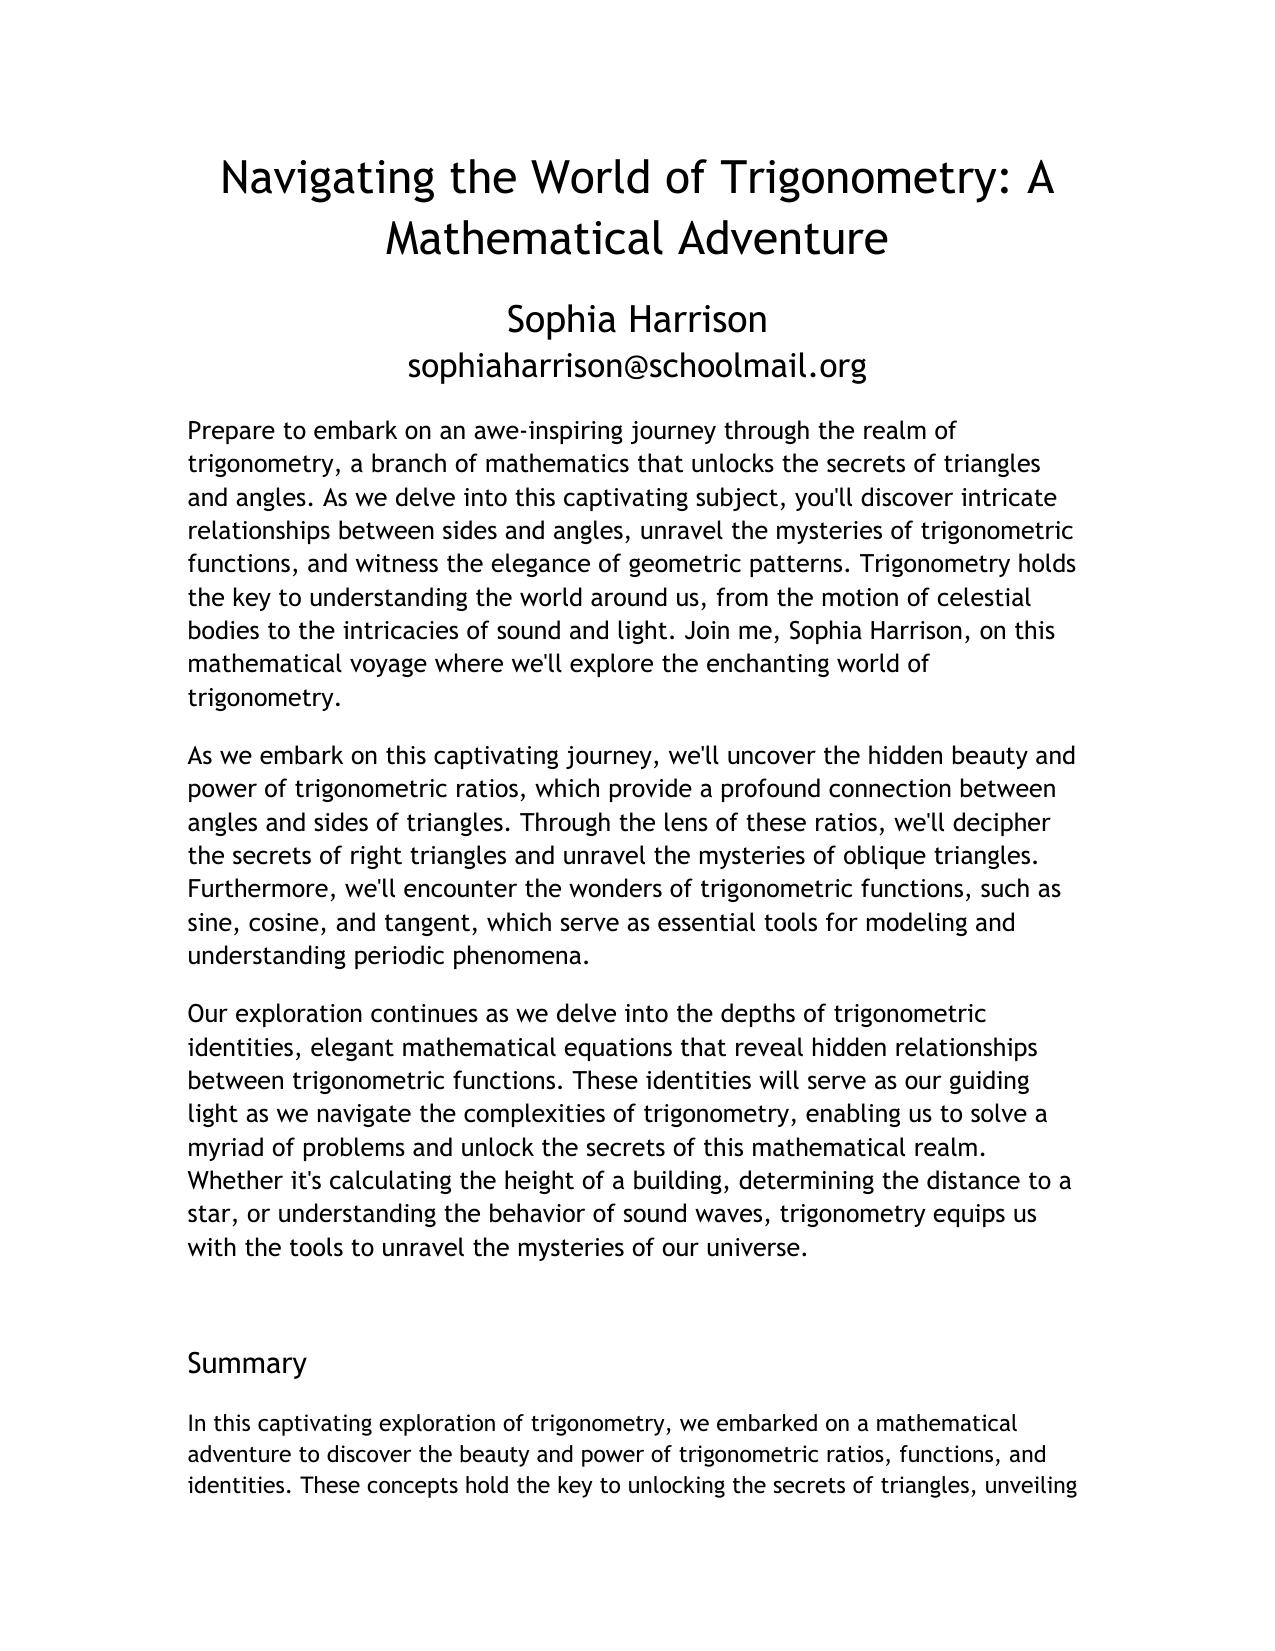 Navigating the World of Trigonometry: A
Mathematical Adventure
Sophia Harrison
sophiaharrison@schoolmail.org
Prepare to embark on an awe-inspiring journey through the realm of
trigonometry, a branch of mathematics that unlocks the secrets of triangles
and angles. As we delve into this captivating subject, you'll discover intricate
relationships between sides and angles, unravel the mysteries of trigonometric
functions, and witness the elegance of geometric patterns. Trigonometry holds
the key to understanding the world around us, from the motion of celestial
bodies to the intricacies of sound and light. Join me, Sophia Harrison, on this
mathematical voyage where we'll explore the enchanting world of
trigonometry.
As we embark on this captivating journey, we'll uncover the hidden beauty and
power of trigonometric ratios, which provide a profound connection between
angles and sides of triangles. Through the lens of these ratios, we'll decipher
the secrets of right triangles and unravel the mysteries of oblique triangles.
Furthermore, we'll encounter the wonders of trigonometric functions, such as
sine, cosine, and tangent, which serve as essential tools for modeling and
understanding periodic phenomena.
Our exploration continues as we delve into the depths of trigonometric
identities, elegant mathematical equations that reveal hidden relationships
between trigonometric functions. These identities will serve as our guiding
light as we navigate the complexities of trigonometry, enabling us to solve a
myriad of problems and unlock the secrets of this mathematical realm.
Whether it's calculating the height of a building, determining the distance to a
star, or understanding the behavior of sound waves, trigonometry equips us
with the tools to unravel the mysteries of our universe.
Summary
In this captivating exploration of trigonometry, we embarked on a mathematical
adventure to discover the beauty and power of trigonometric ratios, functions, and
identities. These concepts hold the key to unlocking the secrets of triangles, unveiling